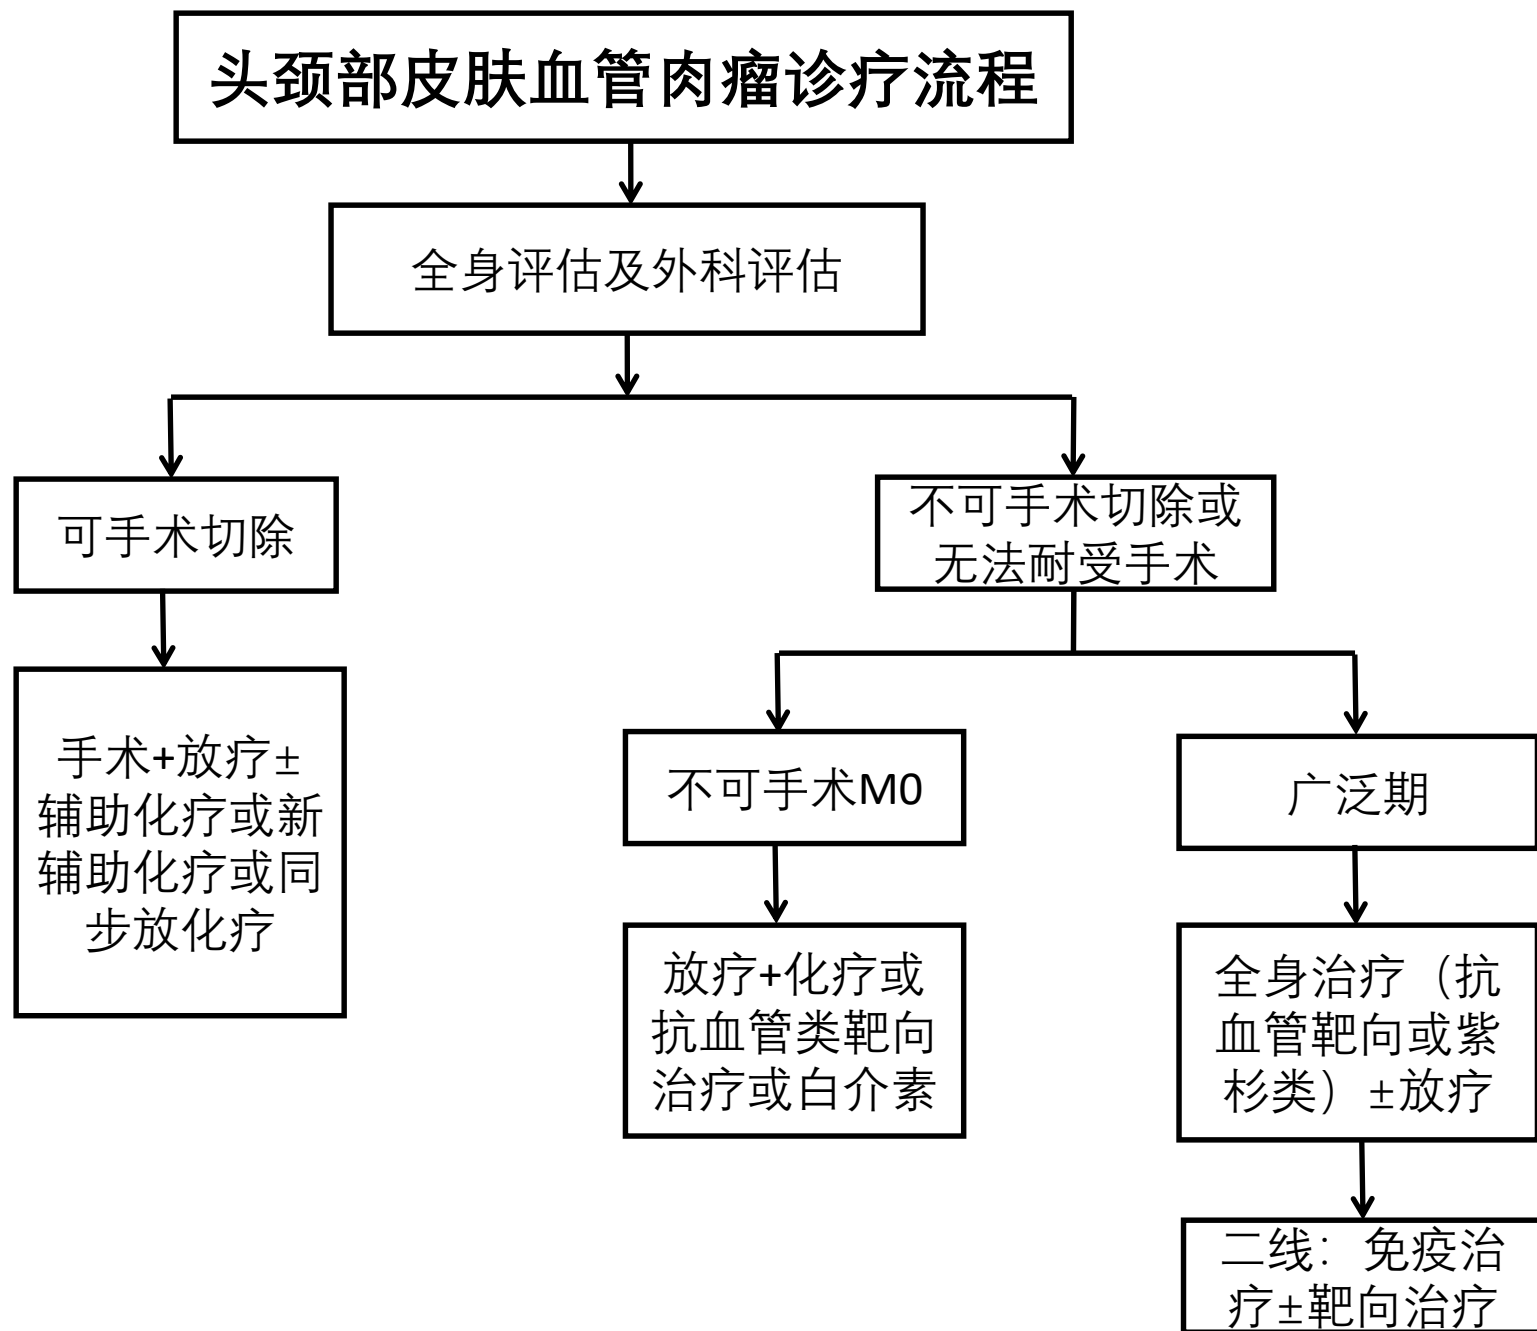 头颈部皮肤血管肉瘤诊疗流程
全身评估及外科评估
可手术切除
不可手术切除或
无法耐受手术
手术+放疗±
辅助化疗或新
辅助化疗或同
步放化疗
不可手术M0
广泛期
放疗+化疗或
抗血管类靶向
治疗或白介素
全身治疗（抗
血管靶向或紫
杉类）±放疗
二线：免疫治
疗±靶向治疗